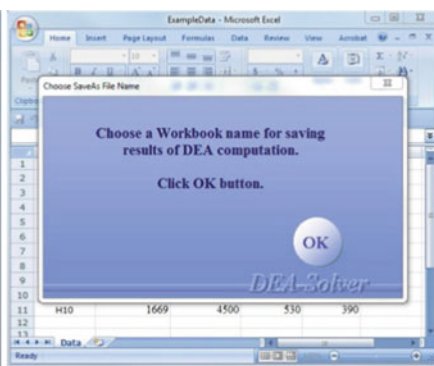 ExampleData - Microsoft Excel
Home Insert Page Layout Formulas Data Review View Acrobat
Choose SaveAs File Name
Choose a Workbook name for saving
results of DEA computation.
Click OK button.
OK
DEA-Solver
1
2
3
4
5
6
7
8
9
10
11 H10 1669 4500 530 390
12
13
Data
Ready